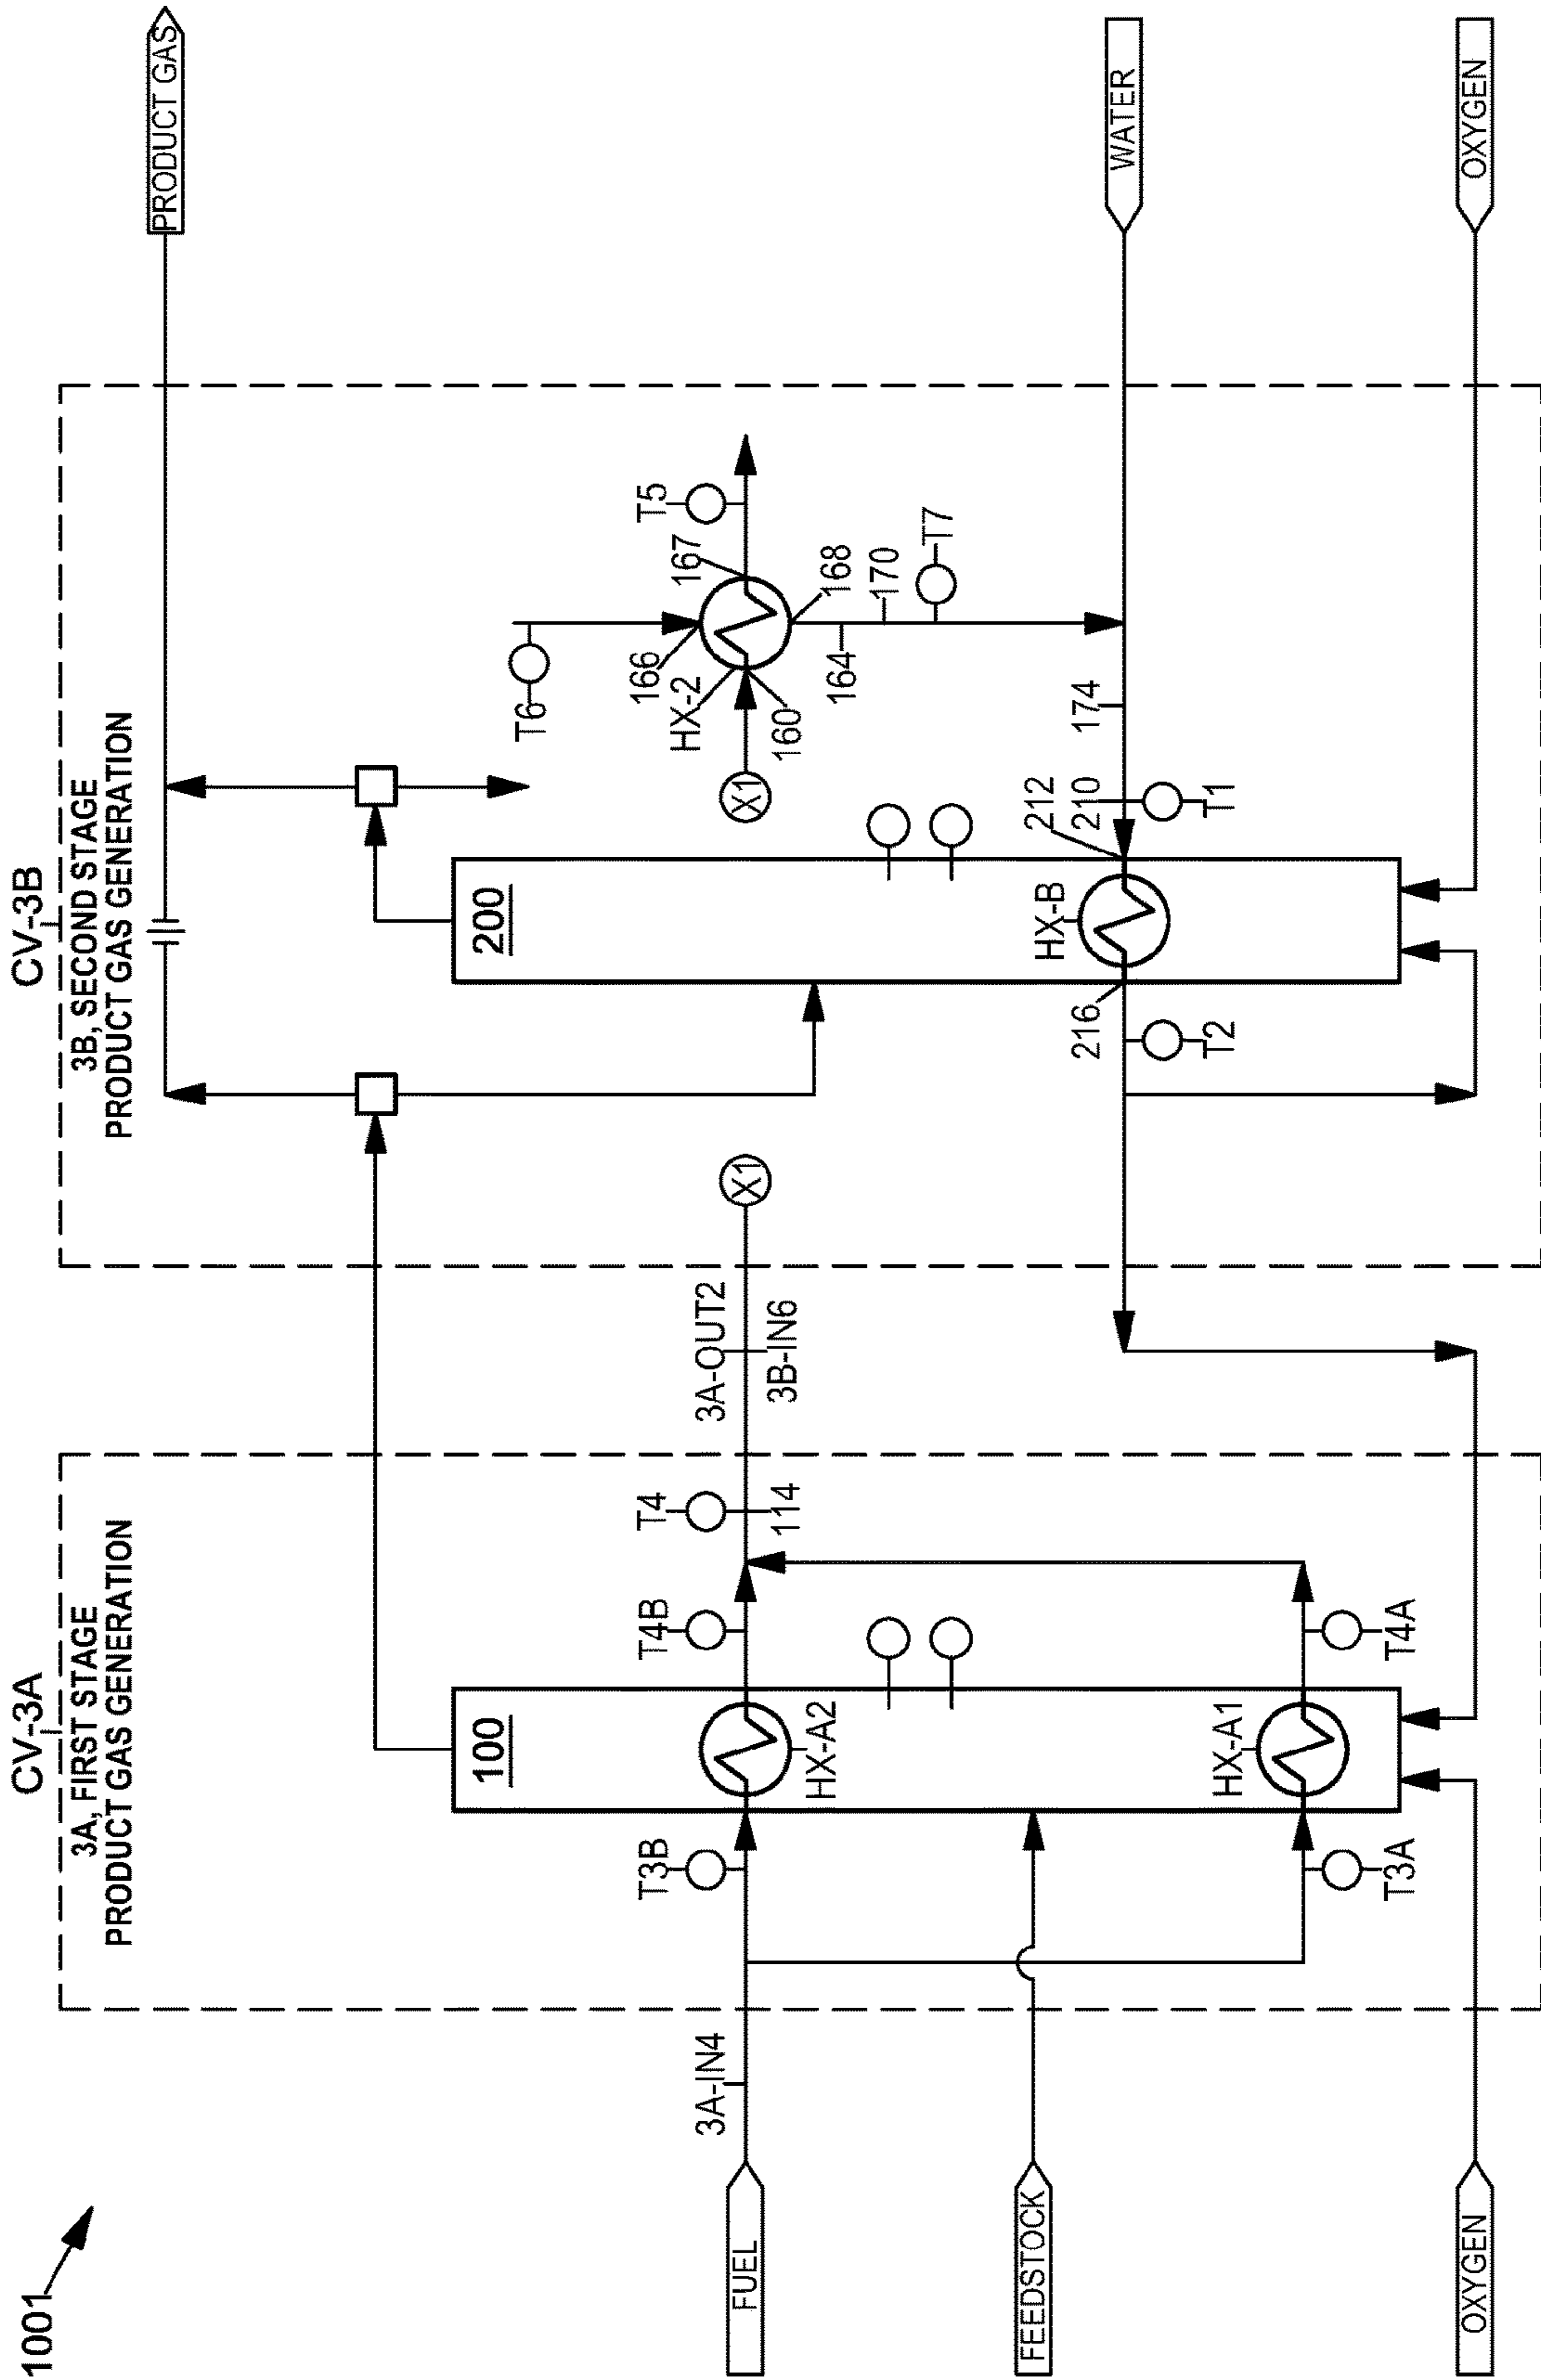 1001
CV-3A
3A, FIRST STAGE
PRODUCT GAS GENERATION
CV-3B
3B, SECOND STAGE
PRODUCT GAS GENERATION
PRODUCT GAS
100
200
T6
T3B
T4B
T4
T5
166
167
HX-2
FUEL
3A-IN4
HX-A2
114
3A-OUT2
3B-IN6
X1
X1
160
168
164
170
T7
FEEDSTOCK
HX-B
216
212
210
174
WATER
T2
T1
HX-A1
T3A
T4A
OXYGEN
OXYGEN